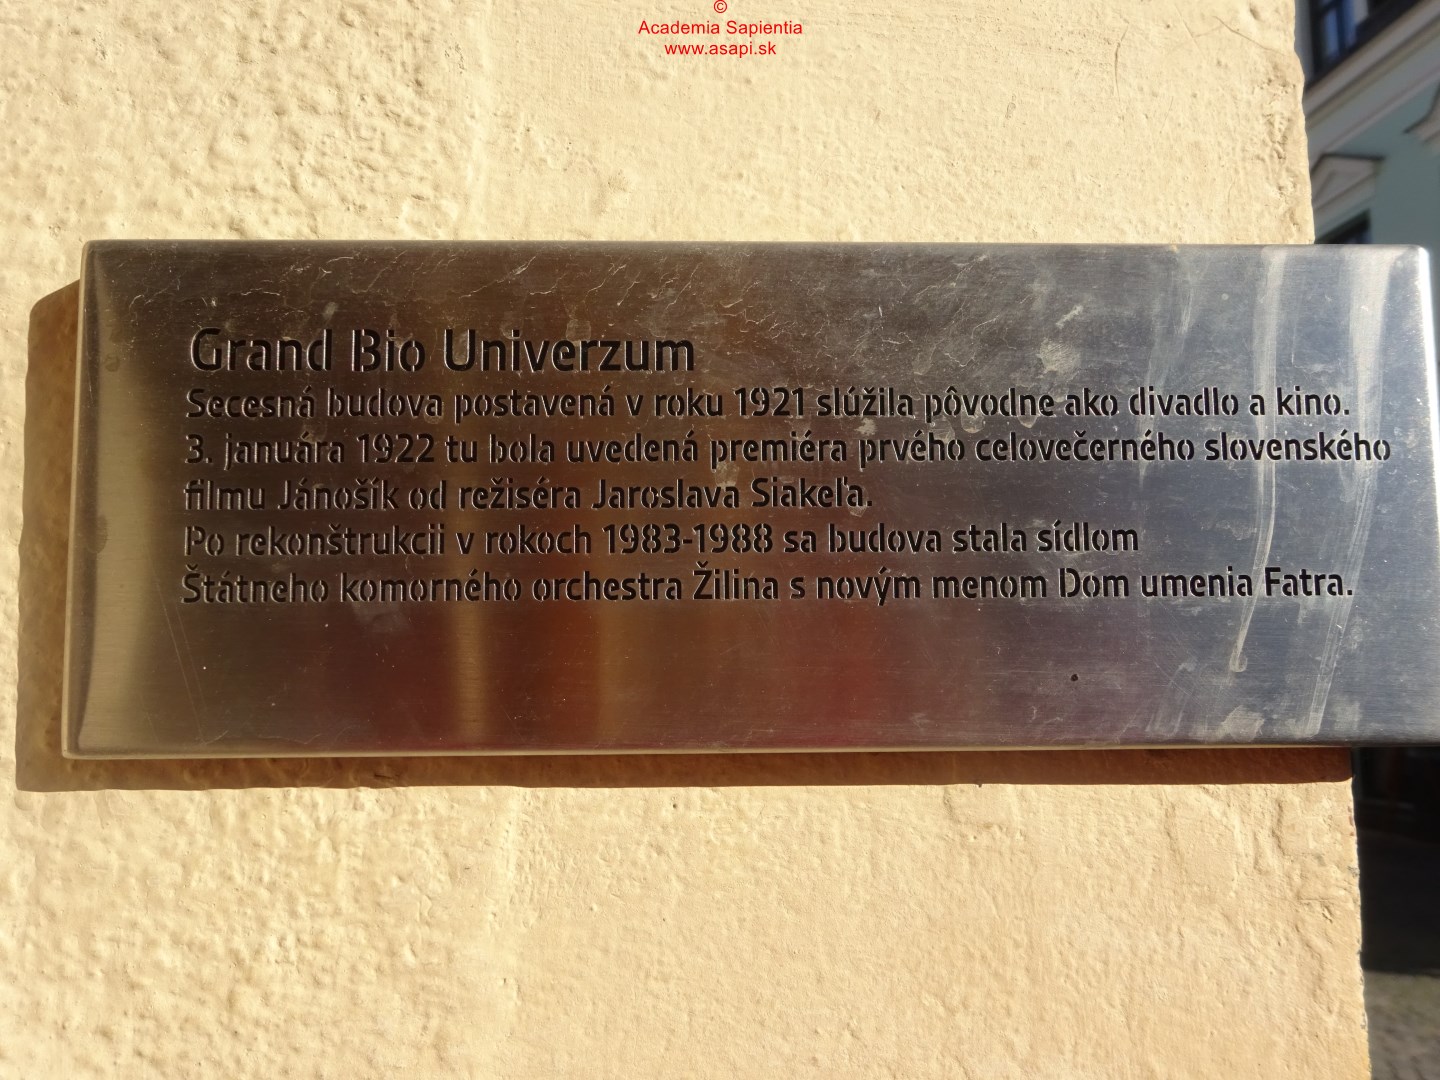 ©
Academia Sapientia
www.asapi.sk
Grand Bio Univerzum
Secesná budova postavená v roku 1921 slúžila pôvodne ako divadlo a kino.
3. januára 1922 tu bola uvedená premiéra prvého celovečerného slovenského
filmu Jánošík od režiséra Jaroslava Siakeľa.
Po rekonštrukcii v rokoch 1983-1988 sa budova stala sídlom
Štátneho komorného orchestra Žilina s novým menom Dom umenia Fatra.